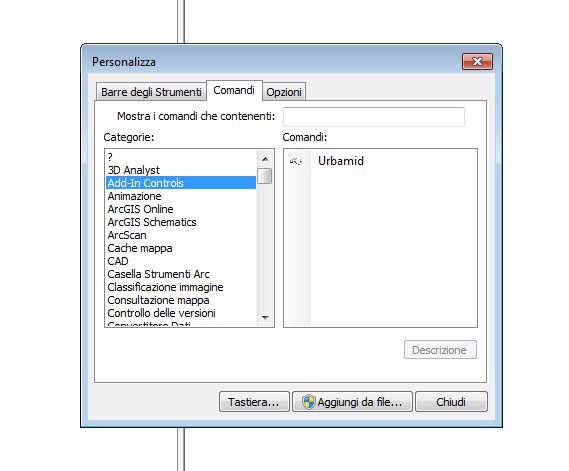 Personalizza
Barre degli Strumenti Comandi Opzioni
Mostra i comandi che contenenti:
Categorie:
?
3D Analyst
Add-In Controls
Animazione
ArcGIS Online
ArcGIS Schematics
ArcScan
Cache mappa
CAD
Casella Strumenti Arc
Classificazione immagine
Consultazione mappa
Controllo delle versioni
Convertitore Dati
Comandi:
Urbamid
Descrizione
Tastiera... Aggiungi da file... Chiudi